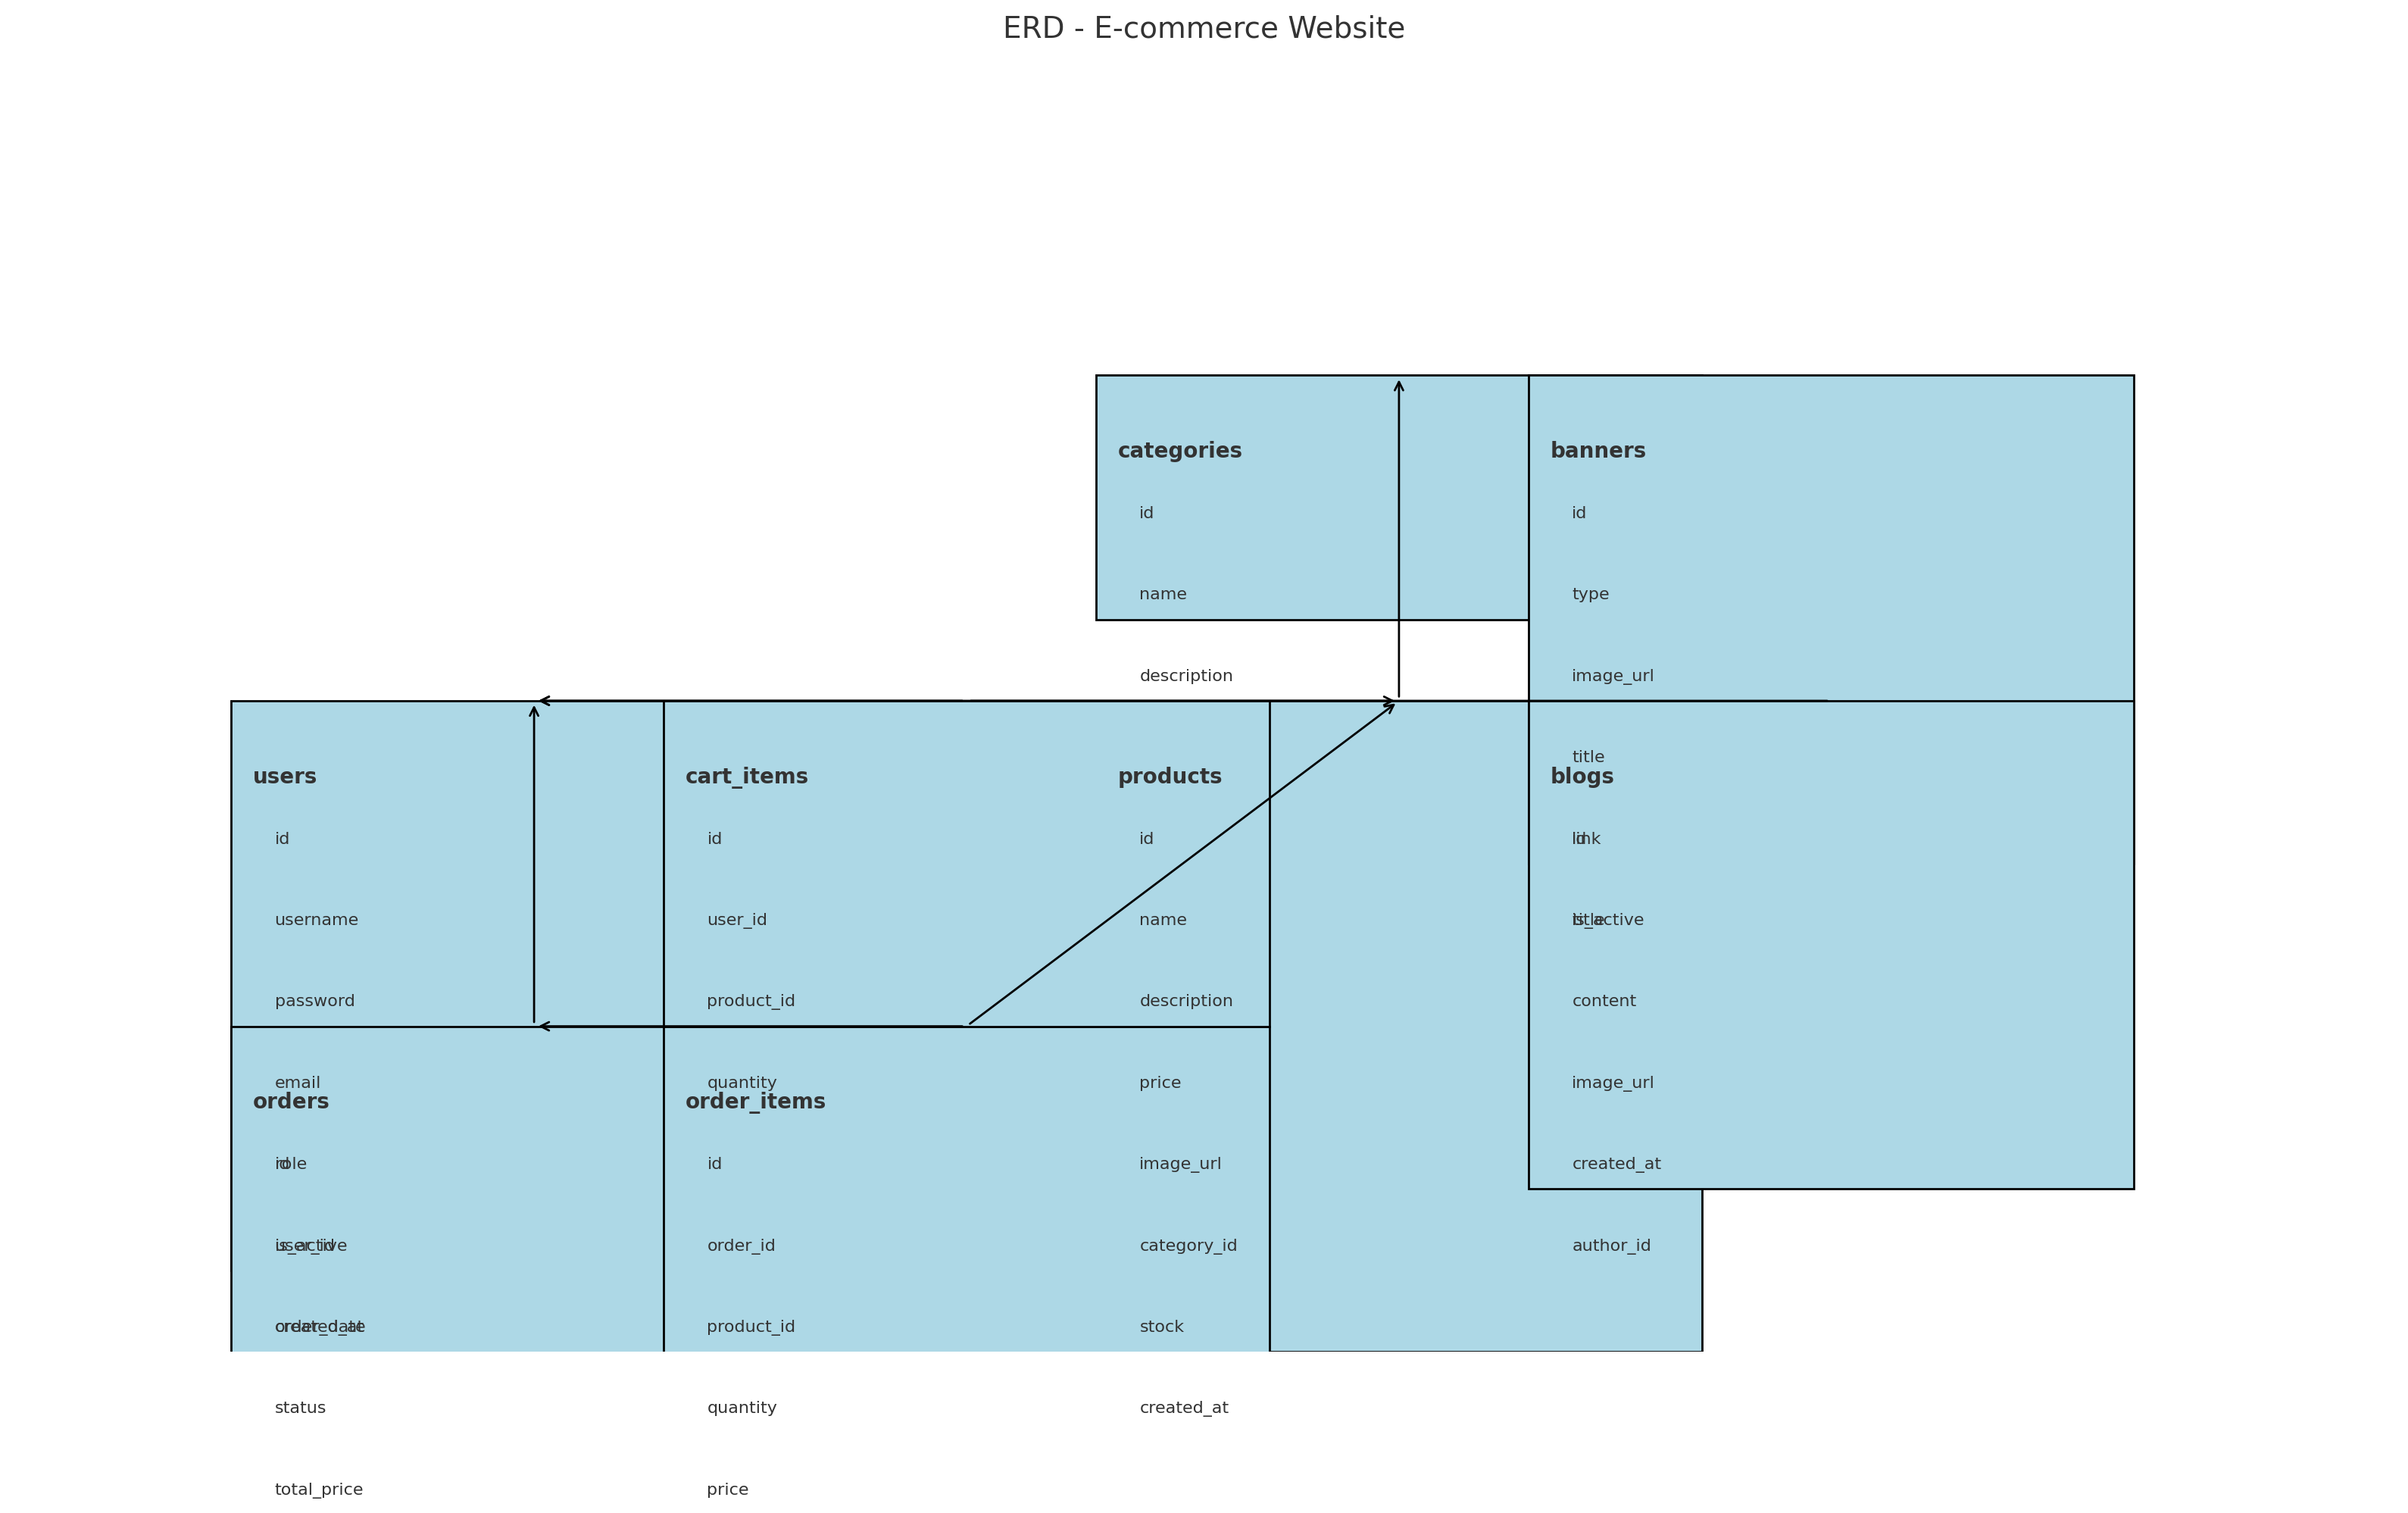 ERD - E-commerce Website
categories
id
name
description
banners
id
type
image_url
title
link
is_active
users
id
username
password
email
role
is_active
created_at
cart_items
id
user_id
product_id
quantity
products
id
name
description
price
image_url
category_id
stock
created_at
blogs
id
title
content
image_url
created_at
author_id
orders
id
user_id
order_date
status
total_price
order_items
id
order_id
product_id
quantity
price